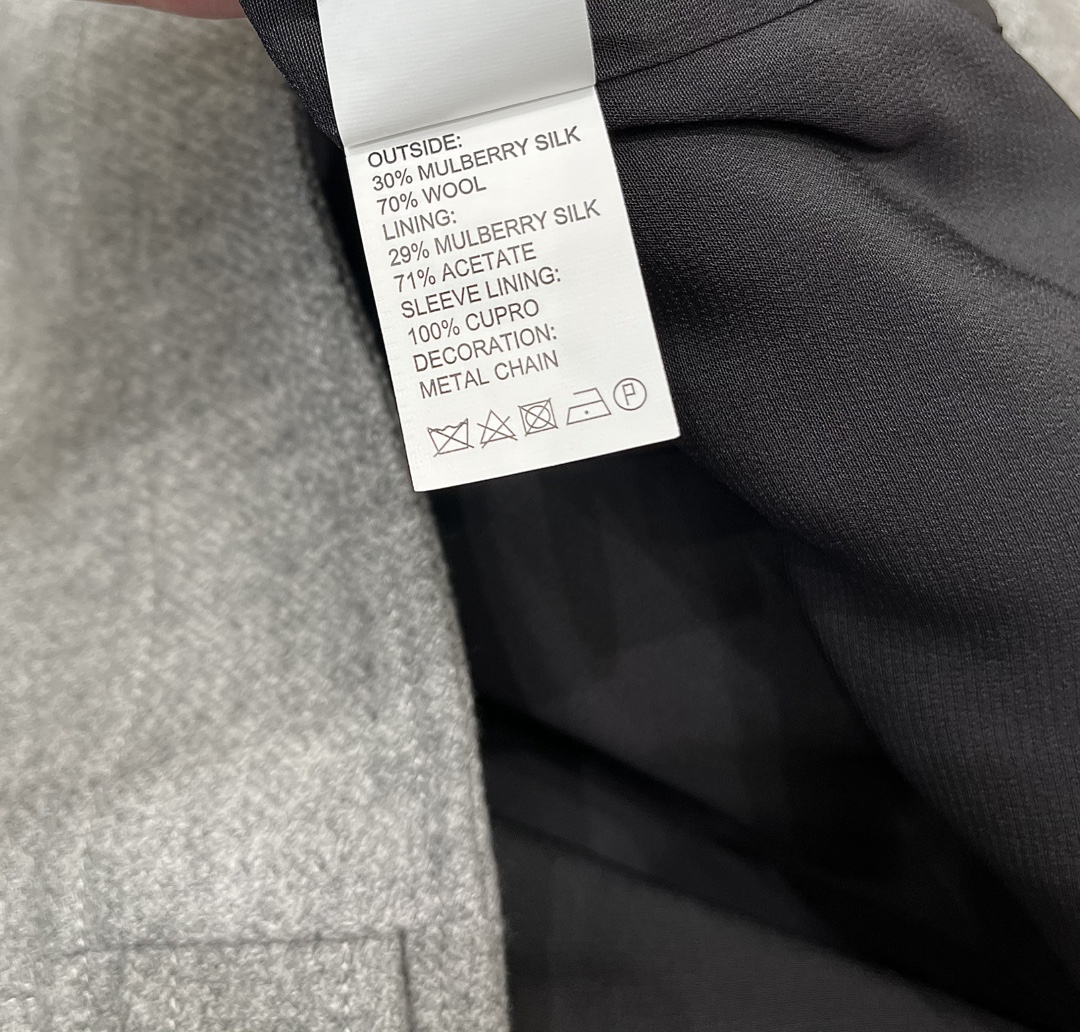 OUTSIDE:
30% MULBERRY SILK
70% WOOL
LINING:
29% MULBERRY SILK
71% ACETATE
SLEEVE LINING:
100% CUPRO
DECORATION:
METAL CHAIN
P